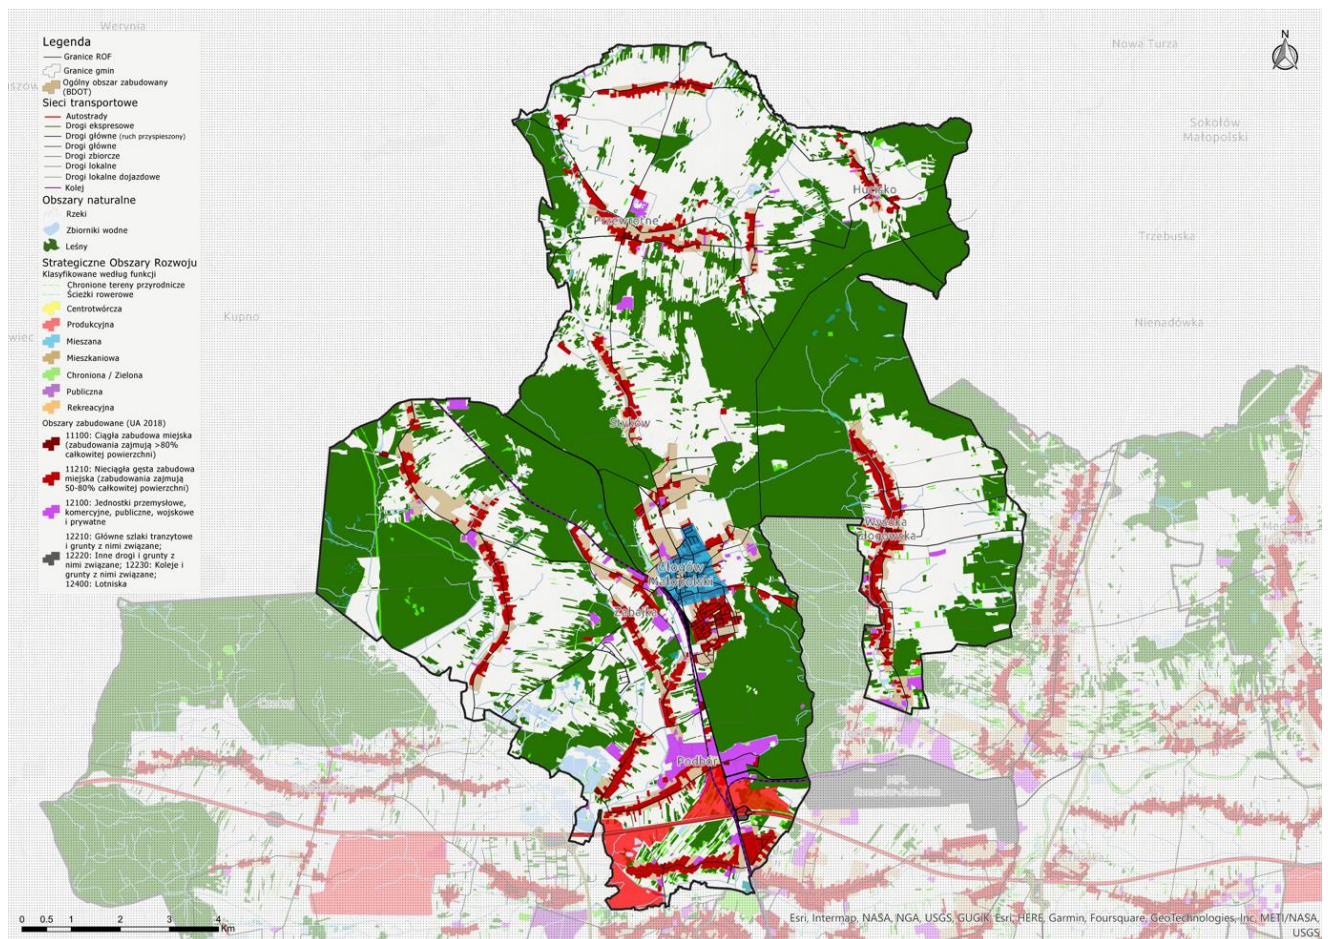 Werynia
Nowa Turza
N
Legenda
Granice ROF
Granice gmin
Ogólny obszar zabudowany
(BDOT)
Sieci transportowe
Autostrady
Drogi ekspresowe
Drogi główne (ruch przyspieszony)
Drogi główne
Drogi zbiorcze
Drogi lokalne
Drogi lokalne dojazdowe
Kolej
Obszary naturalne
Rzeki
Zbiorniki wodne
Leśny
Strategiczne Obszary Rozwoju
Klasyfikowane według funkcji
Chronione tereny przyrodnicze
Ścieżki rowerowe
Centrotwórcza
Produkcyjna
Mieszana
Mieszkaniowa
Chroniona / Zielona
Publiczna
Rekreacyjna
Obszary zabudowane (UA 2018)
11100: Ciągła zabudowa miejska
(zabudowania zajmują >80%
całkowitej powierzchni)
11210: Nieciągła gęsta zabudowa
miejska (zabudowania zajmują
50-80% całkowitej powierzchni)
12100: Jednostki przemysłowe,
komercyjne, publiczne, wojskowe
i prywatne
12210: Główne szlaki tranzytowe
i grunty z nimi związane;
12220: Inne drogi i grunty z
nimi związane; 12230: Koleje i
grunty z nimi związane;
12400: Lotniska
Sokołów
Małopolski
Hucisko
Przewrotne
Trzebuska
Kupno
Nienadówka
wiec
Styków
Wysoka
Głogowska
Głogów
Małopolski
Zabajka
Podbór
0 0.5 1 2 3 4
Km
Esri, Intermap, NASA, NGA, USGS, GUGiK, Esri, HERE, Garmin, Foursquare, GeoTechnologies, Inc, METI/NASA,
USGS